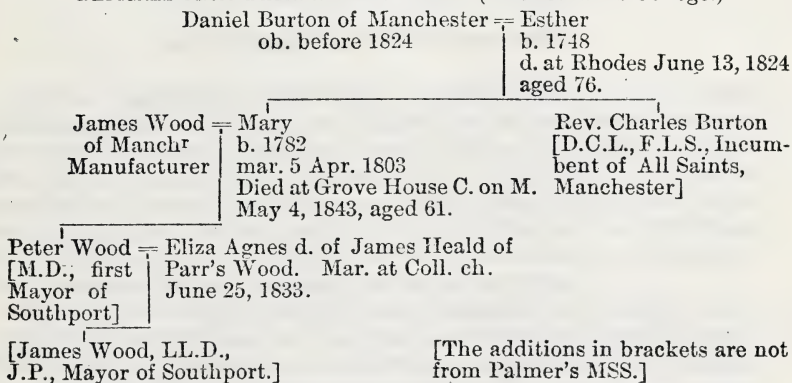 Daniel Burton of Manchester = Esther
ob. before 1824
b. 1748
d. at Rhodes June 13, 1824
aged 76.
James Wood = Mary
of Manchr
Manufacturer
b. 1782
mar. 5 Apr. 1803
Died at Grove House C. on M.
May 4, 1843, aged 61.
Rev. Charles Burton
[D.C.L., F.L.S., Incum-
bent of All Saints,
Manchester]
Peter Wood = Eliza Agnes d. of James Heald of
[M.D., first
Mayor of
Southport]
Parr's Wood. Mar. at Coll. ch.
June 25, 1833.
[James Wood, LL.D.,
J.P., Mayor of Southport.]
[The additions in brackets are not
from Palmer's MSS.]